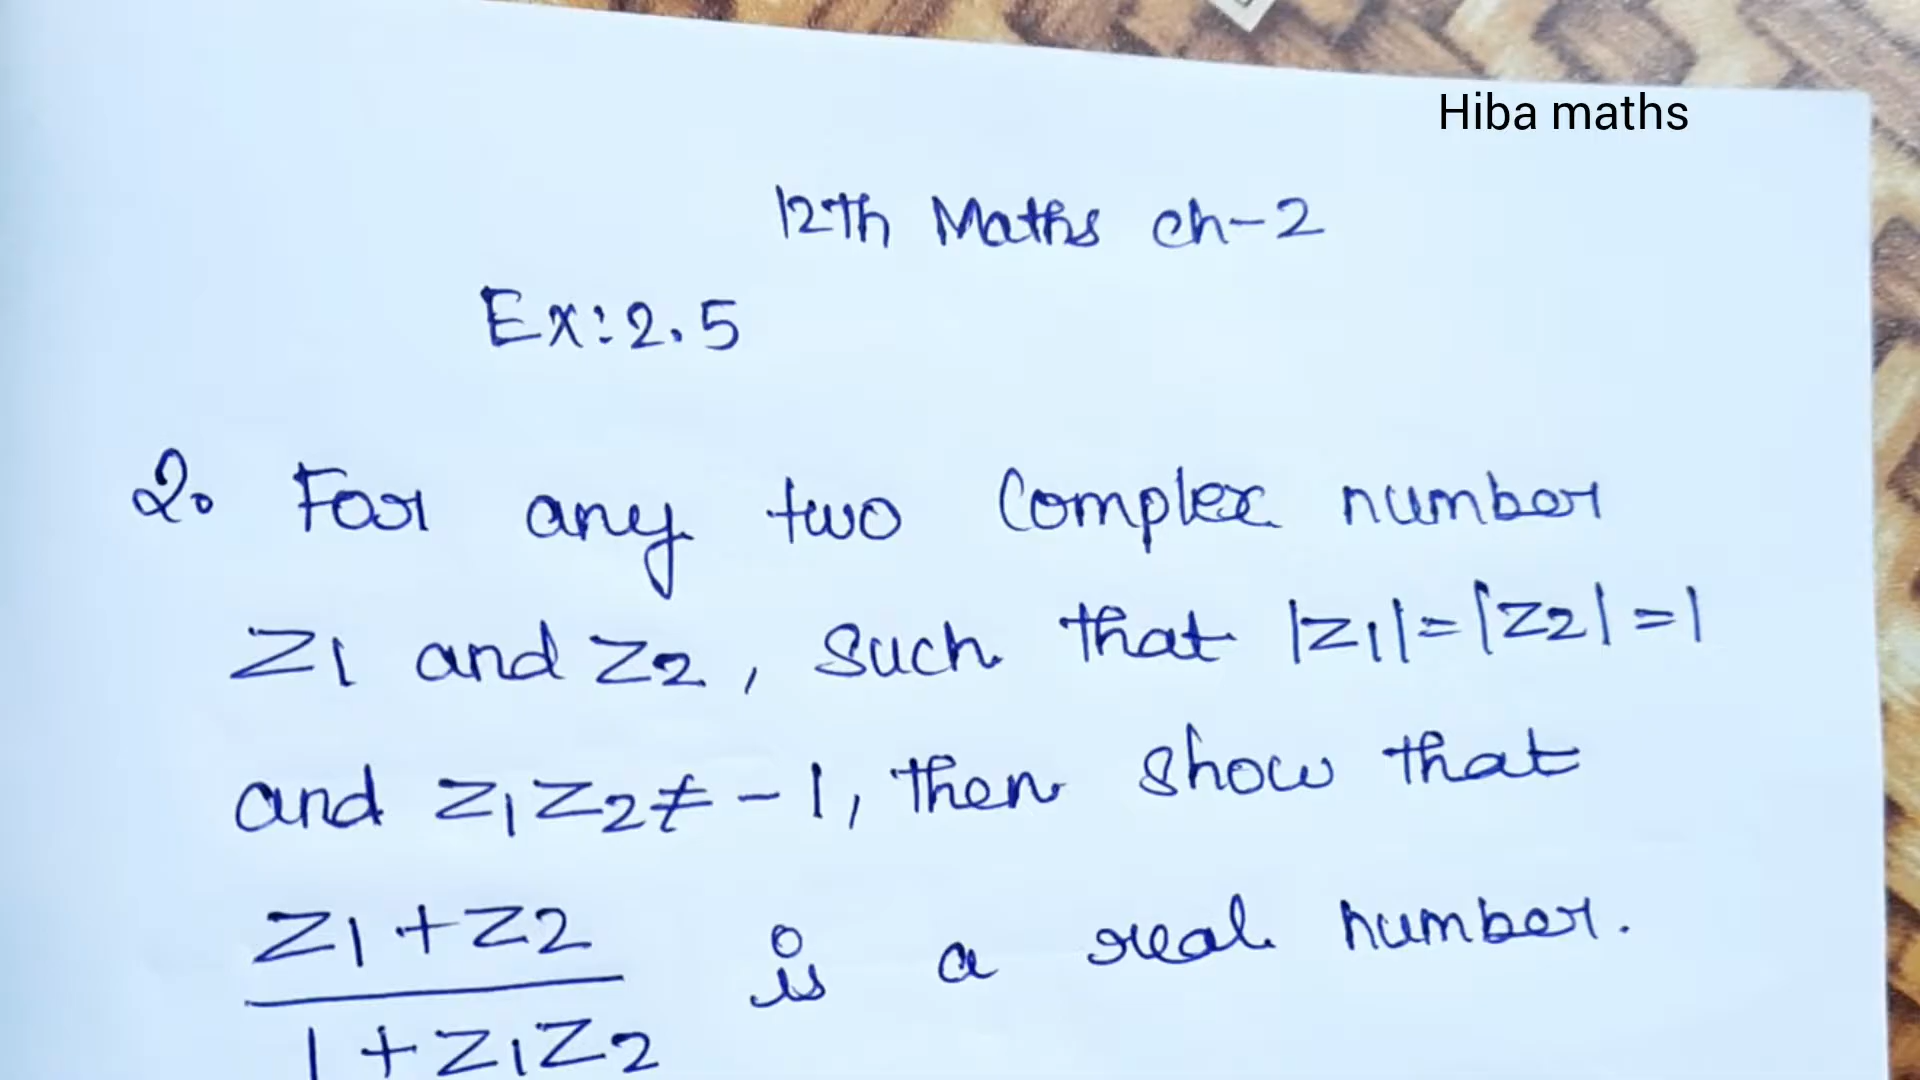 Hiba maths
12th Maths ch-2
Ex: 2.5
2. For any two Complex number
Z1 and Z2, such that |Z1| = |Z2| = 1
and Z1Z2 ≠ -1, then show that
Z1 + Z2
is a real number.
1 + Z1Z2